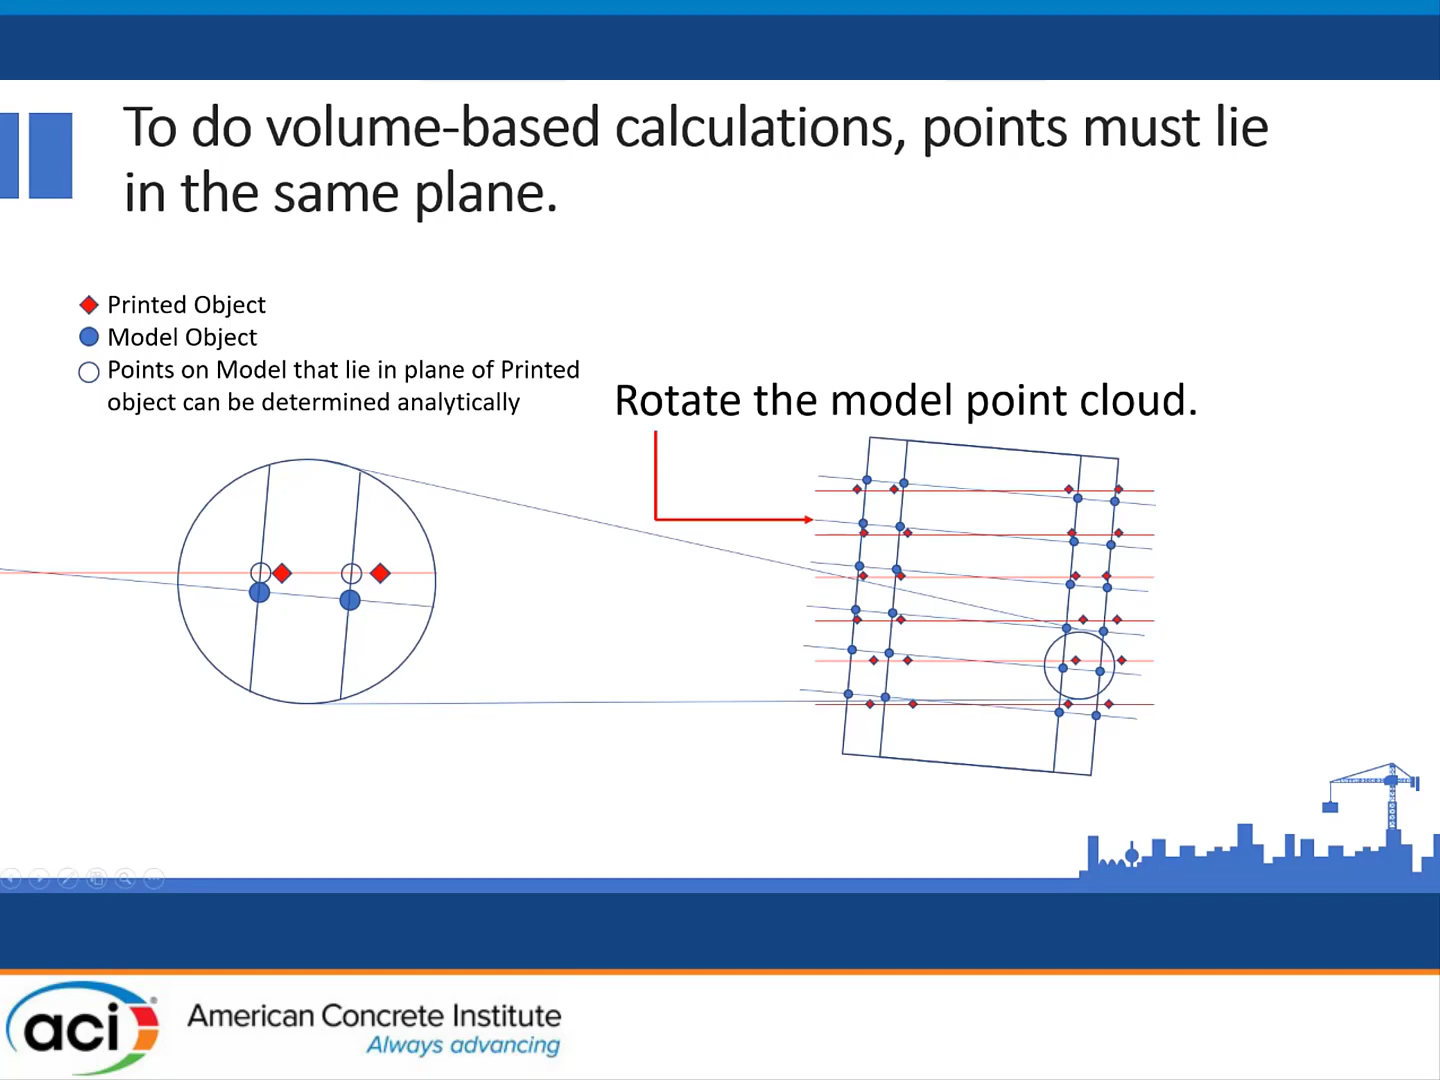 To do volume-based calculations, points must lie
in the same plane.
Printed Object
Model Object
Points on Model that lie in plane of Printed
object can be determined analytically
Rotate the model point cloud.
aci
American Concrete Institute
Always advancing